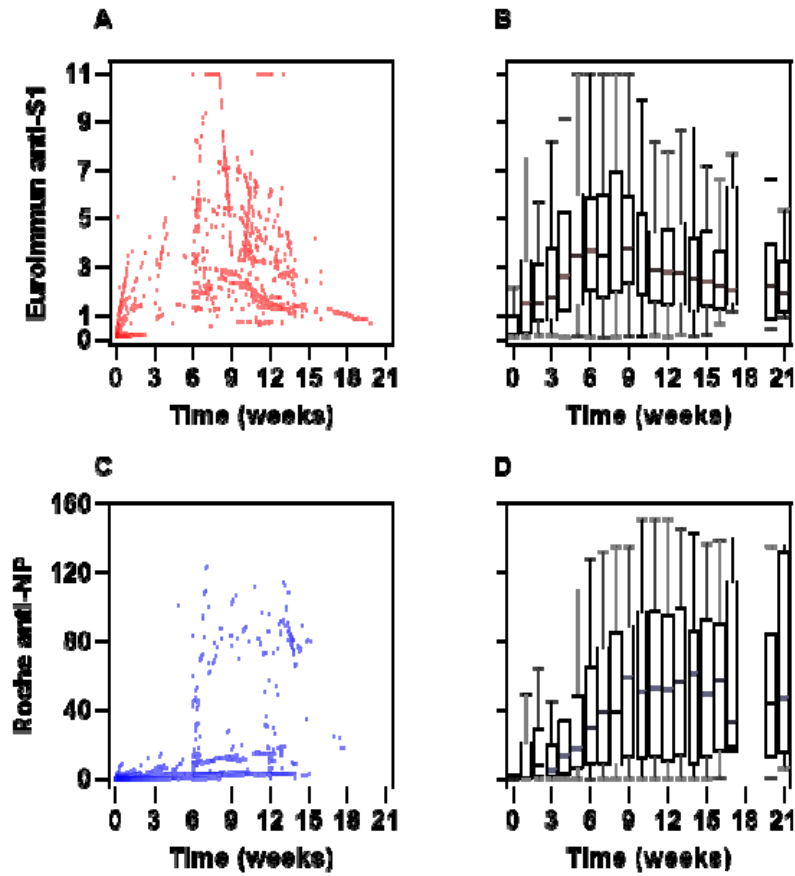 A
B
Euroimmun anti-S1
11
9
7
5
3
1
0
0 3 6 9 12 15 18 21
Time (weeks)
0 3 6 9 12 15 18 21
Time (weeks)
C
D
Roche anti-NP
160
120
80
40
0
0 3 6 9 12 15 18 21
Time (weeks)
0 3 6 9 12 15 18 21
Time (weeks)